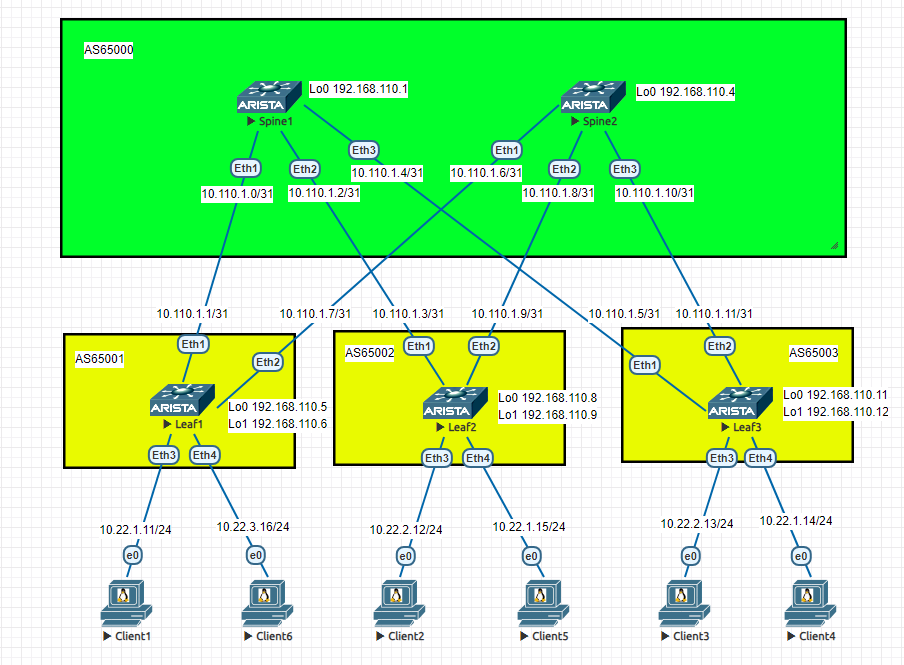 AS65000
Lo0 192.168.110.1
Lo0 192.168.110.4
ARISTA
ARISTA
Spine1
Spine2
Eth3
Eth1
Eth1
Eth2
Eth2
Eth3
10.110.1.4/31
10.110.1.6/31
10.110.1.0/31
10.110.1.2/31
10.110.1.8/31
10.110.1.10/31
10.110.1.1/31
10.110.1.7/31
10.110.1.3/31
10.110.1.9/31
10.110.1.5/31
10.110.1.11/31
Eth1
Eth1
Eth2
Eth2
AS65001
AS65002
AS65003
Eth2
Eth1
ARISTA
Leaf1
Lo0 192.168.110.5
Lo1 192.168.110.6
ARISTA
Leaf2
Lo0 192.168.110.8
Lo1 192.168.110.9
ARISTA
Leaf3
Lo0 192.168.110.11
Lo1 192.168.110.12
Eth3
Eth4
Eth3
Eth4
Eth3
Eth4
10.22.1.11/24
10.22.3.16/24
10.22.2.12/24
10.22.1.15/24
10.22.2.13/24
10.22.1.14/24
e0
e0
e0
e0
e0
e0
Client1
Client6
Client2
Client5
Client3
Client4